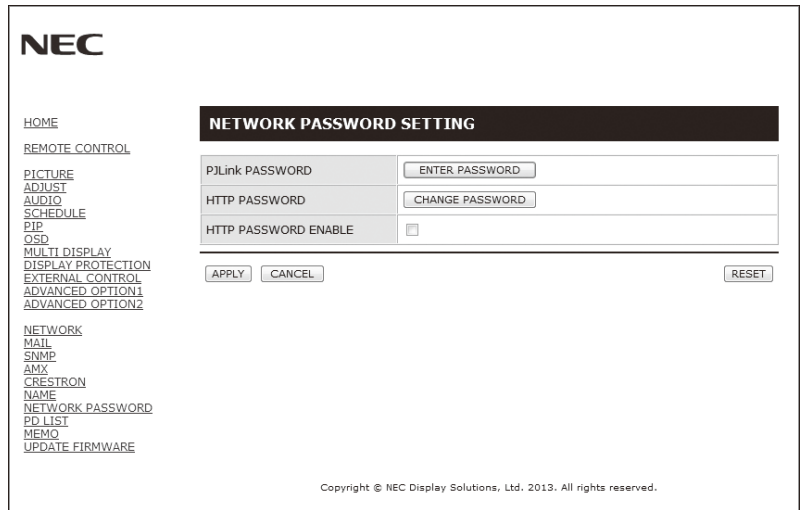 NEC
HOME
REMOTE CONTROL
PICTURE
ADJUST
AUDIO
SCHEDULE
PIP
OSD
MULTI DISPLAY
DISPLAY PROTECTION
EXTERNAL CONTROL
ADVANCED OPTION1
ADVANCED OPTION2
NETWORK
MAIL
SNMP
AMX
CRESTRON
NAME
NETWORK PASSWORD
PD LIST
MEMO
UPDATE FIRMWARE
NETWORK PASSWORD SETTING
PJLink PASSWORD ENTER PASSWORD
HTTP PASSWORD CHANGE PASSWORD
HTTP PASSWORD ENABLE
APPLY CANCEL RESET
Copyright © NEC Display Solutions, Ltd. 2013. All rights reserved.